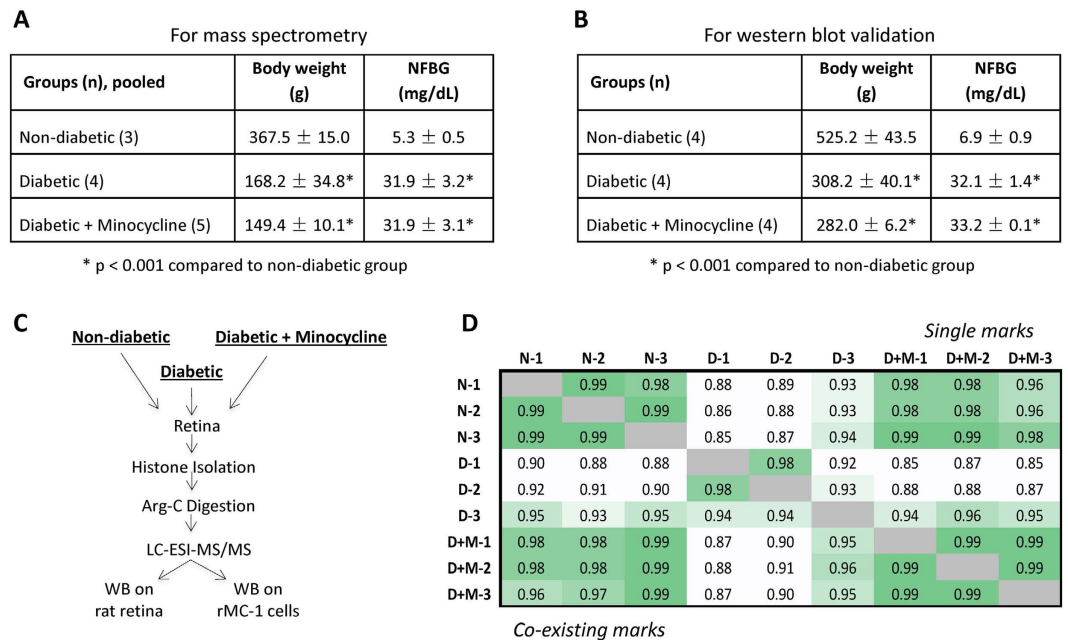 A
For mass spectrometry
Groups (n), pooled Body weight (g) NFBG (mg/dL)
Non-diabetic (3) 367.5 ± 15.0 5.3 ± 0.5
Diabetic (4) 168.2 ± 34.8* 31.9 ± 3.2*
Diabetic + Minocycline (5) 149.4 ± 10.1* 31.9 ± 3.1*
* p < 0.001 compared to non-diabetic group
B
For western blot validation
Groups (n) Body weight (g) NFBG (mg/dL)
Non-diabetic (4) 525.2 ± 43.5 6.9 ± 0.9
Diabetic (4) 308.2 ± 40.1* 32.1 ± 1.4*
Diabetic + Minocycline (4) 282.0 ± 6.2* 33.2 ± 0.1*
* p < 0.001 compared to non-diabetic group
C
Non-diabetic Diabetic + Minocycline
Diabetic
Retina
Histone Isolation
Arg-C Digestion
LC-ESI-MS/MS
WB on rat retina
WB on rMC-1 cells
D
Single marks
N-1 N-2 N-3 D-1 D-2 D-3 D+M-1 D+M-2 D+M-3
N-1 0.99 0.98 0.88 0.89 0.93 0.98 0.98 0.96
N-2 0.99 0.99 0.86 0.88 0.93 0.98 0.98 0.96
N-3 0.99 0.99 0.85 0.87 0.94 0.99 0.99 0.98
D-1 0.90 0.88 0.88 0.98 0.92 0.85 0.87 0.85
D-2 0.92 0.91 0.90 0.98 0.93 0.88 0.88 0.87
D-3 0.95 0.93 0.95 0.94 0.94 0.94 0.96 0.95
D+M-1 0.98 0.98 0.99 0.87 0.90 0.95 0.99 0.99
D+M-2 0.98 0.98 0.99 0.88 0.91 0.96 0.99 0.99
D+M-3 0.96 0.97 0.99 0.87 0.90 0.95 0.99 0.99
Co-existing marks